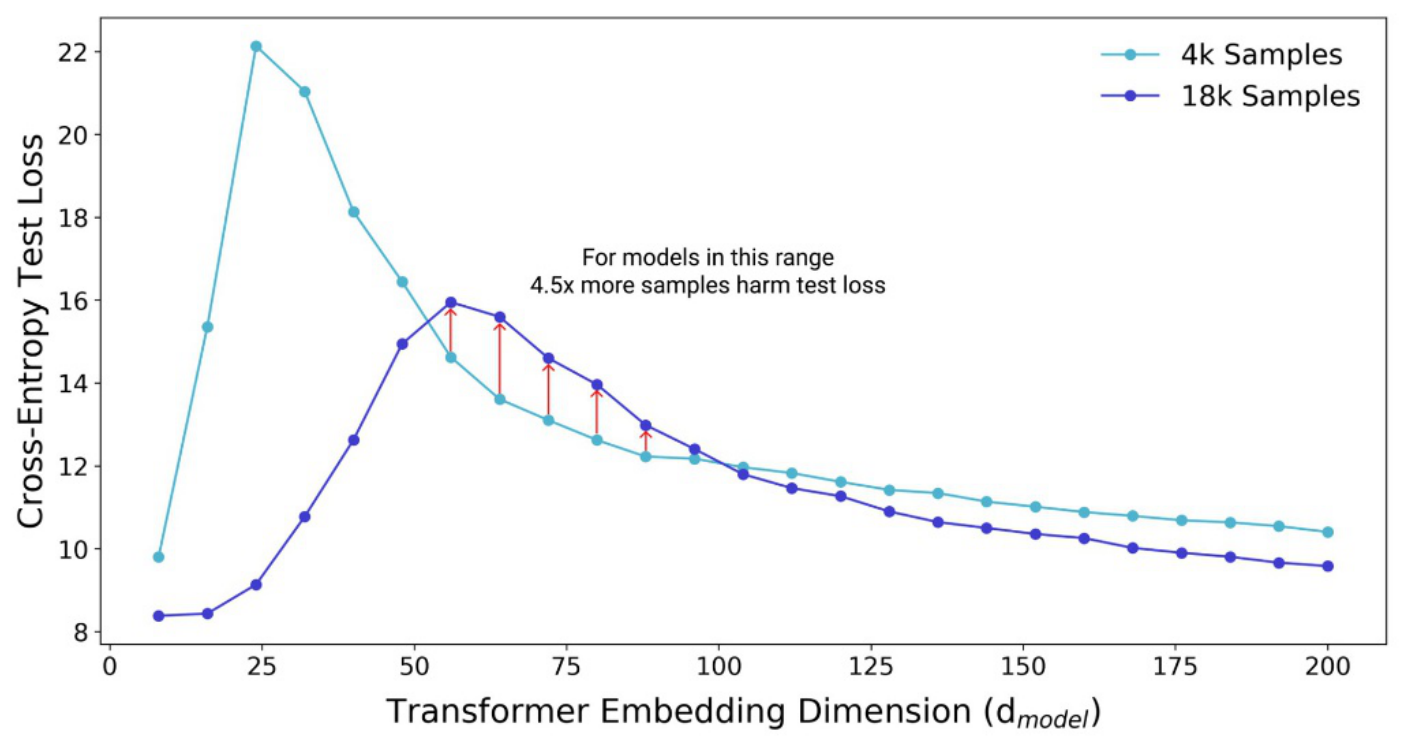 22
20
18
16
14
12
10
8
Cross-Entropy Test Loss
4k Samples
18k Samples
For models in this range
4.5x more samples harm test loss
0 25 50 75 100 125 150 175 200
Transformer Embedding Dimension (dmodel)